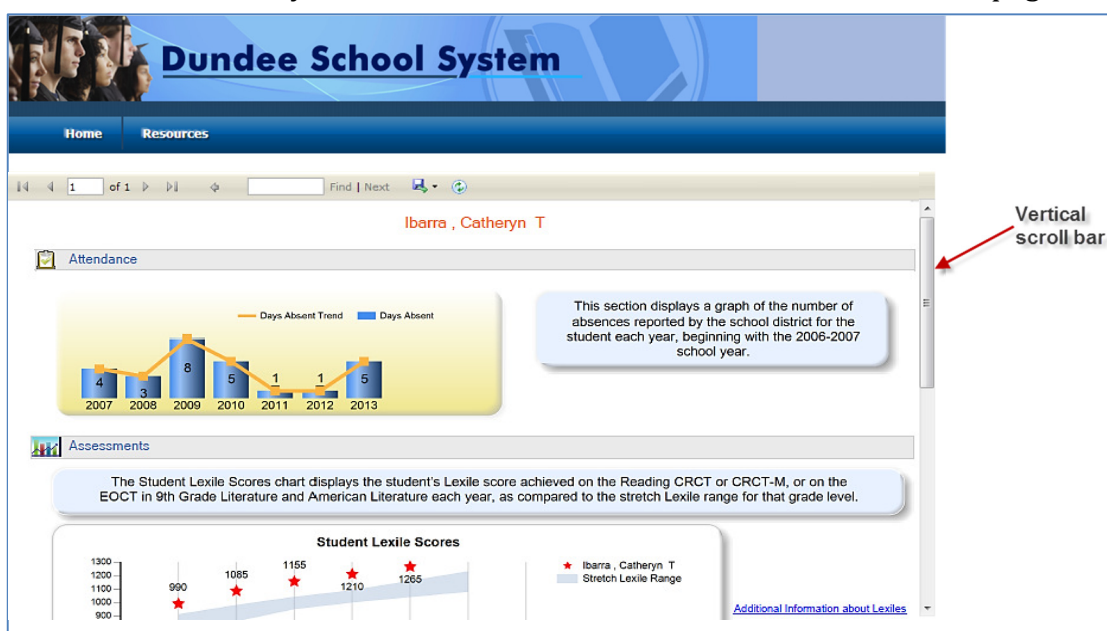 Dundee School System
Home Resources
1 of 1 Find | Next
Ibarra , Catheryn T
Vertical
scroll bar
Attendance
Days Absent Trend Days Absent
4 3 8 5 1 1 5
2007 2008 2009 2010 2011 2012 2013
This section displays a graph of the number of
absences reported by the school district for the
student each year, beginning with the 2006-2007
school year.
Assessments
The Student Lexile Scores chart displays the student's Lexile score achieved on the Reading CRCT or CRCT-M, or on the
EOCT in 9th Grade Literature and American Literature each year, as compared to the stretch Lexile range for that grade level.
Student Lexile Scores
1300
1200
1100
1000
900
990 1085 1155 1210 1265
Ibarra , Catheryn T
Stretch Lexile Range
Additional Information about Lexiles